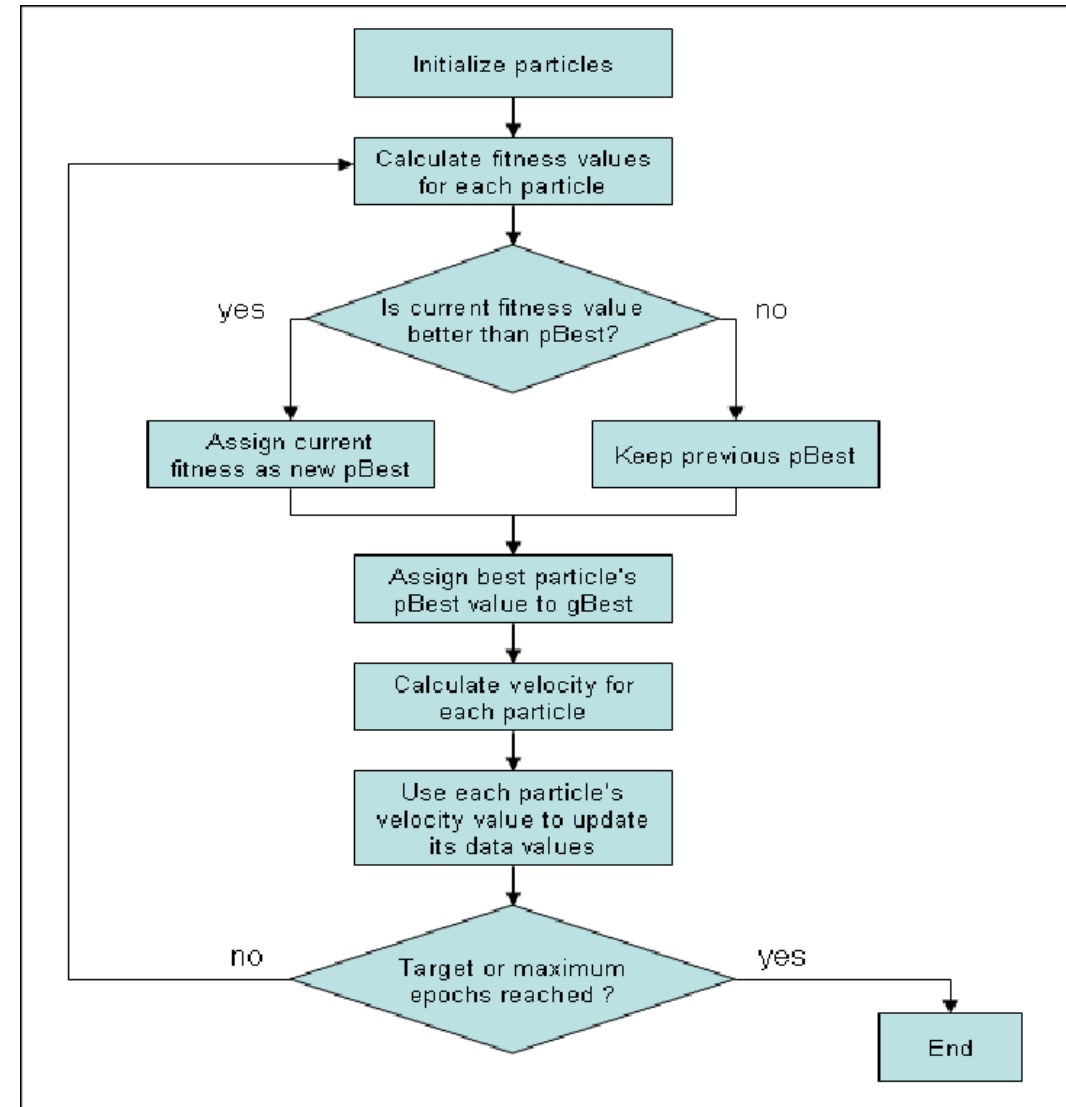 Initialize particles
Calculate fitness values
for each particle
yes
Is current fitness value
better than pBest?
no
Assign current
fitness as new pBest
Keep previous pBest
Assign best particle's
pBest value to gBest
Calculate velocity for
each particle
Use each particle's
velocity value to update
its data values
no
Target or maximum
epochs reached ?
yes
End